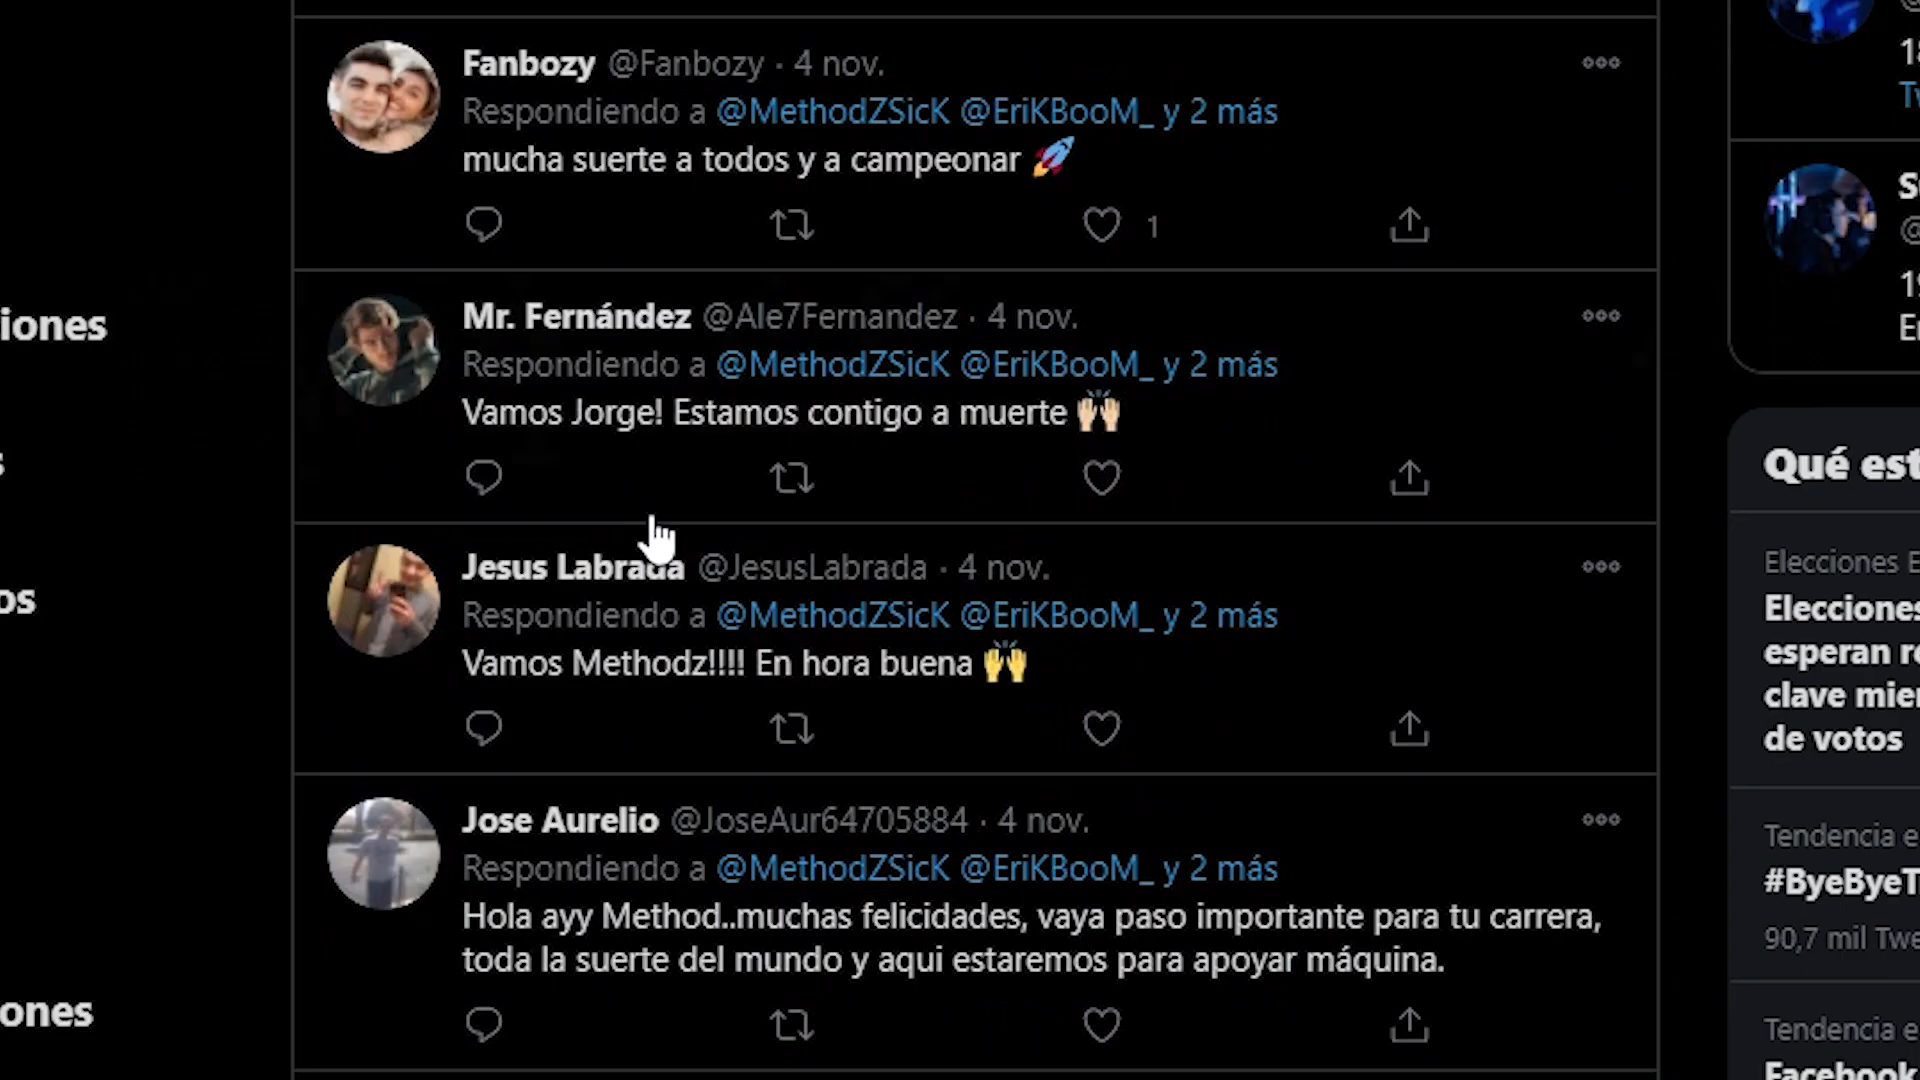 Fanbozy @Fanbozy · 4 nov.
Respondiendo a @MethodZSicK @EriKBooM_ y 2 más
mucha suerte a todos y a campeonar 🚀
1
Mr. Fernández @Ale7Fernandez · 4 nov.
Respondiendo a @MethodZSicK @EriKBooM_ y 2 más
Vamos Jorge! Estamos contigo a muerte 🙌🏻
Jesus Labrada @JesusLabrada · 4 nov.
Respondiendo a @MethodZSicK @EriKBooM_ y 2 más
Vamos Methodz!!!! En hora buena 🙌
Jose Aurelio @JoseAur64705884 · 4 nov.
Respondiendo a @MethodZSicK @EriKBooM_ y 2 más
Hola ayy Method..muchas felicidades, vaya paso importante para tu carrera,
toda la suerte del mundo y aqui estaremos para apoyar máquina.
iones
s
os
ones
Qué est
Elecciones E
Elecciones
esperan re
clave mien
de votos
Tendencia e
#ByeByeT
90,7 mil Twe
Tendencia e
Facebook